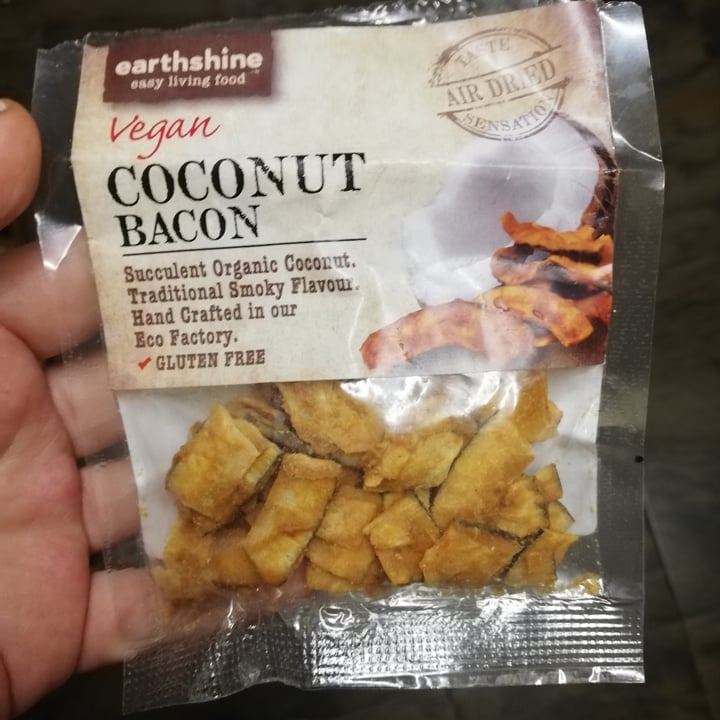 earthshine
easy living food
TASTE
AIR DRIED
SENSATION
Vegan
COCONUT
BACON
Succulent Organic Coconut.
Traditional Smoky Flavour.
Hand Crafted in our
Eco Factory.
✔ GLUTEN FREE